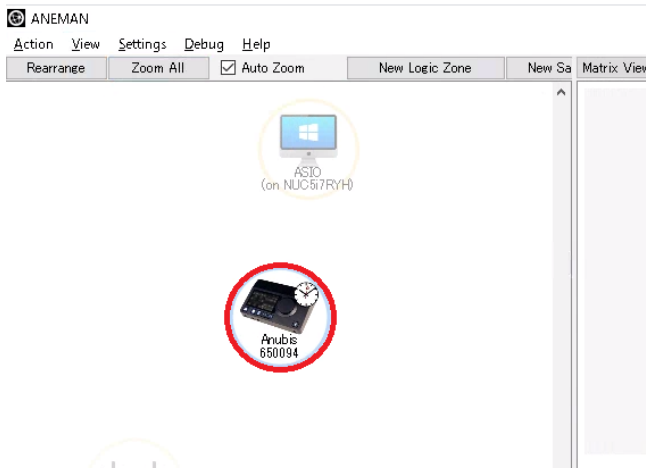 ANEMAN
Action View Settings Debug Help
Rearrange Zoom All Auto Zoom New Logic Zone New Sa Matrix View
ASIO
(on NUC5i7RYH)
Anubis
650094